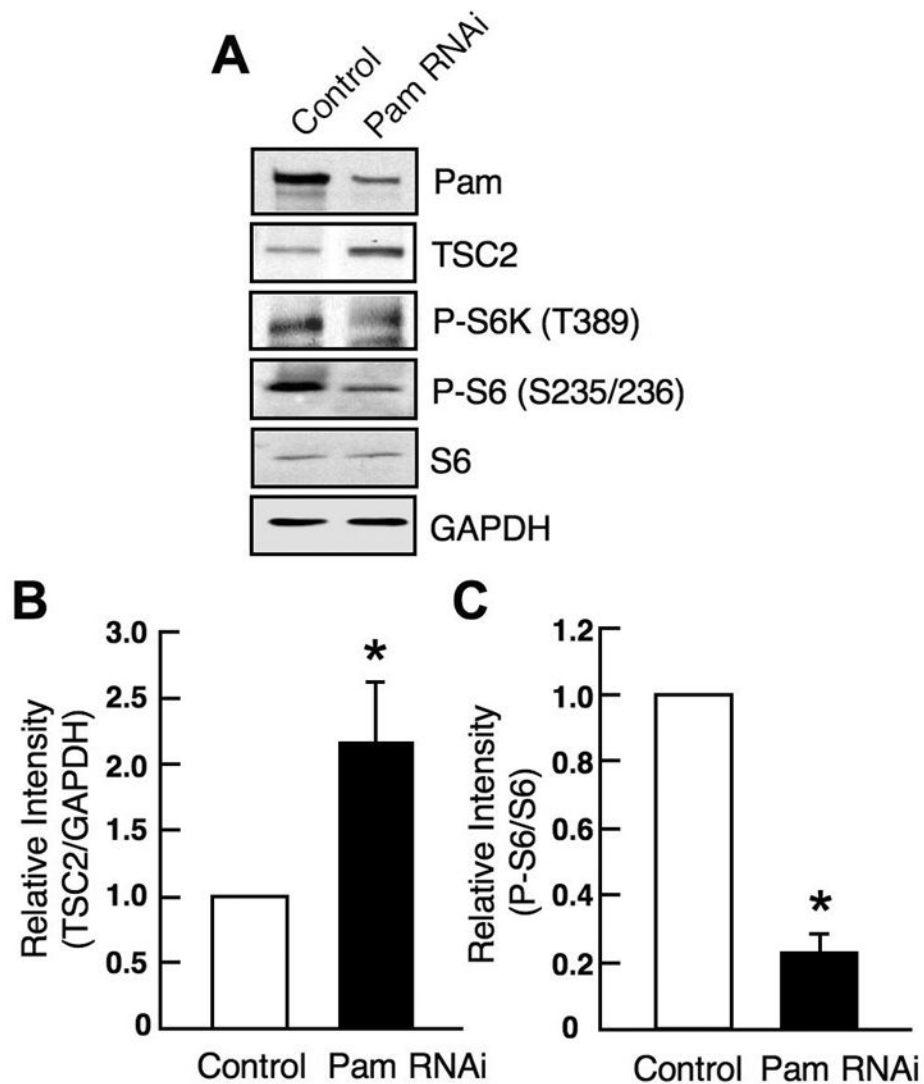 A
Control
Pam RNAi
Pam
TSC2
P-S6K (T389)
P-S6 (S235/236)
S6
GAPDH
B
Relative Intensity
(TSC2/GAPDH)
3.0
2.5
2.0
1.5
1.0
0.5
0
*
Control Pam RNAi
C
Relative Intensity
(P-S6/S6)
1.2
1.0
0.8
0.6
0.4
0.2
0
*
Control Pam RNAi